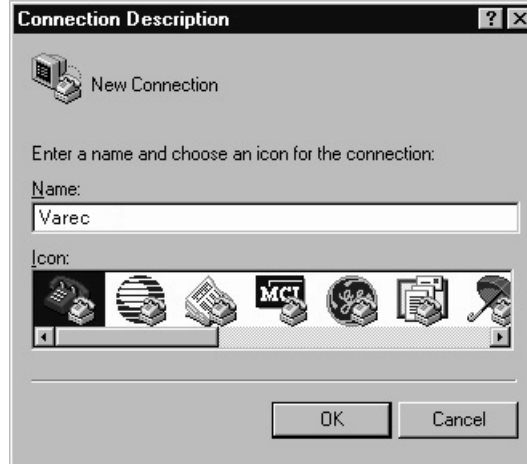 Connection Description
New Connection
Enter a name and choose an icon for the connection:
Name:
Varec
Icon:
MCI
OK Cancel